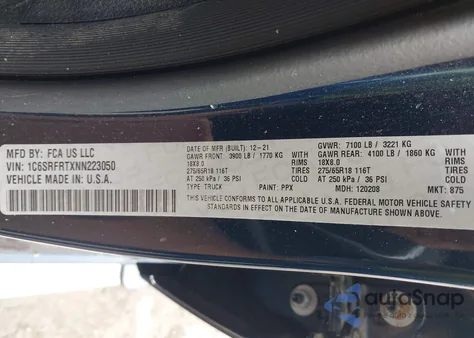 MFD BY: FCA US LLC
VIN: 1C6SRFRTXNN223050
VEHICLE MADE IN: U.S.A.
DATE OF MFR (BUILT): 12-21 GVWR: 7100 LB / 3221 KG
GAWR FRONT: 3900 LB / 1770 KG WITH GAWR REAR: 4100 LB / 1860 KG WITH
18X8.0 RIMS 18X8.0 RIMS
275/65R18 116T TIRES 275/65R18 116T TIRES
AT 250 kPa / 36 PSI COLD AT 250 kPa / 36 PSI COLD
TYPE: TRUCK PAINT: PPX MDH: 120208 MKT: 875
THIS VEHICLE CONFORMS TO ALL APPLICABLE U.S.A. FEDERAL MOTOR VEHICLE SAFETY
AND THEFT PREVENTION STANDARDS IN EFFECT ON THE DATE OF MANUFACTURE.
autoSnap